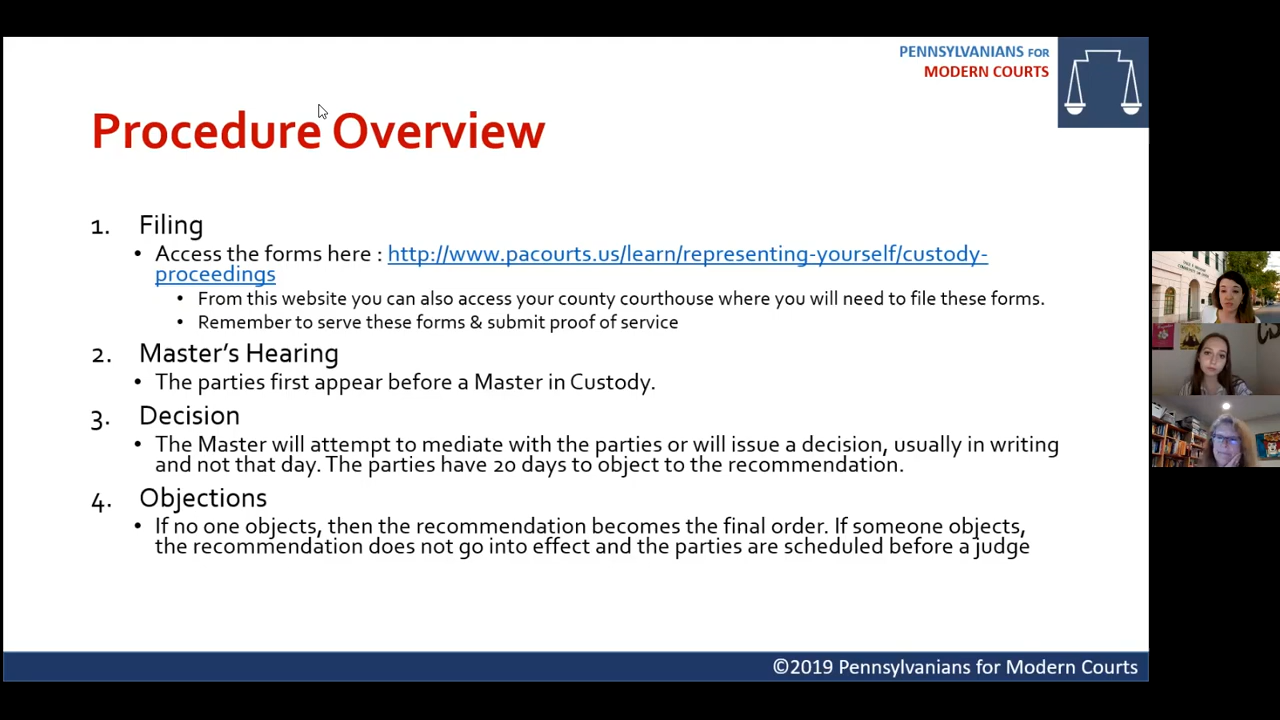 PENNSYLVANIANS FOR
MODERN COURTS
Procedure Overview
1. Filing
• Access the forms here : http://www.pacourts.us/learn/representing-yourself/custody-
proceedings
• From this website you can also access your county courthouse where you will need to file these forms.
• Remember to serve these forms & submit proof of service
2. Master's Hearing
• The parties first appear before a Master in Custody.
3. Decision
• The Master will attempt to mediate with the parties or will issue a decision, usually in writing
and not that day. The parties have 20 days to object to the recommendation.
4. Objections
• If no one objects, then the recommendation becomes the final order. If someone objects,
the recommendation does not go into effect and the parties are scheduled before a judge
©2019 Pennsylvanians for Modern Courts